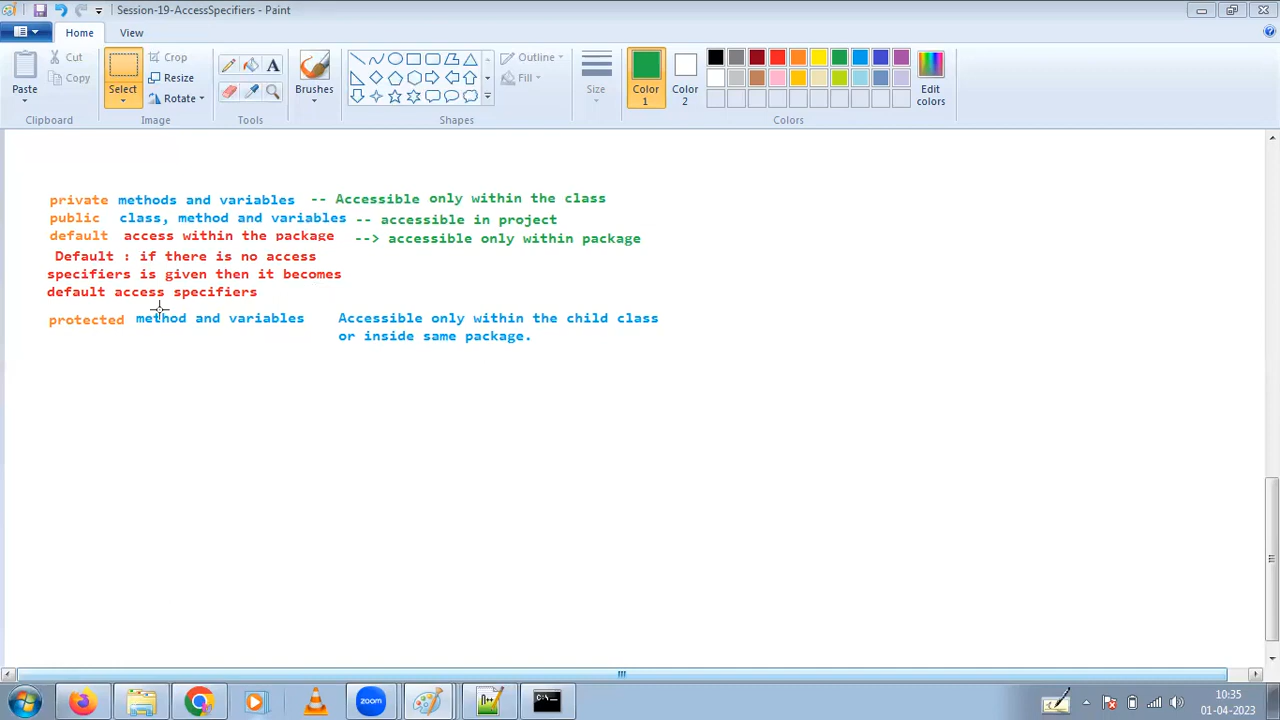 Session-19-AccessSpecifiers - Paint
Home View
Paste
Cut
Copy
Clipboard
Select
Crop
Resize
Rotate
Image
Tools
Brushes
Outline
Fill
Shapes
Size
Color 1
Color 2
Edit colors
Colors
private methods and variables -- Accessible only within the class
public class, method and variables -- accessible in project
default access within the package --> accessible only within package
Default : if there is no access
specifiers is given then it becomes
default access specifiers
protected method and variables Accessible only within the child class
or inside same package.
zoom
10:35
01-04-2023